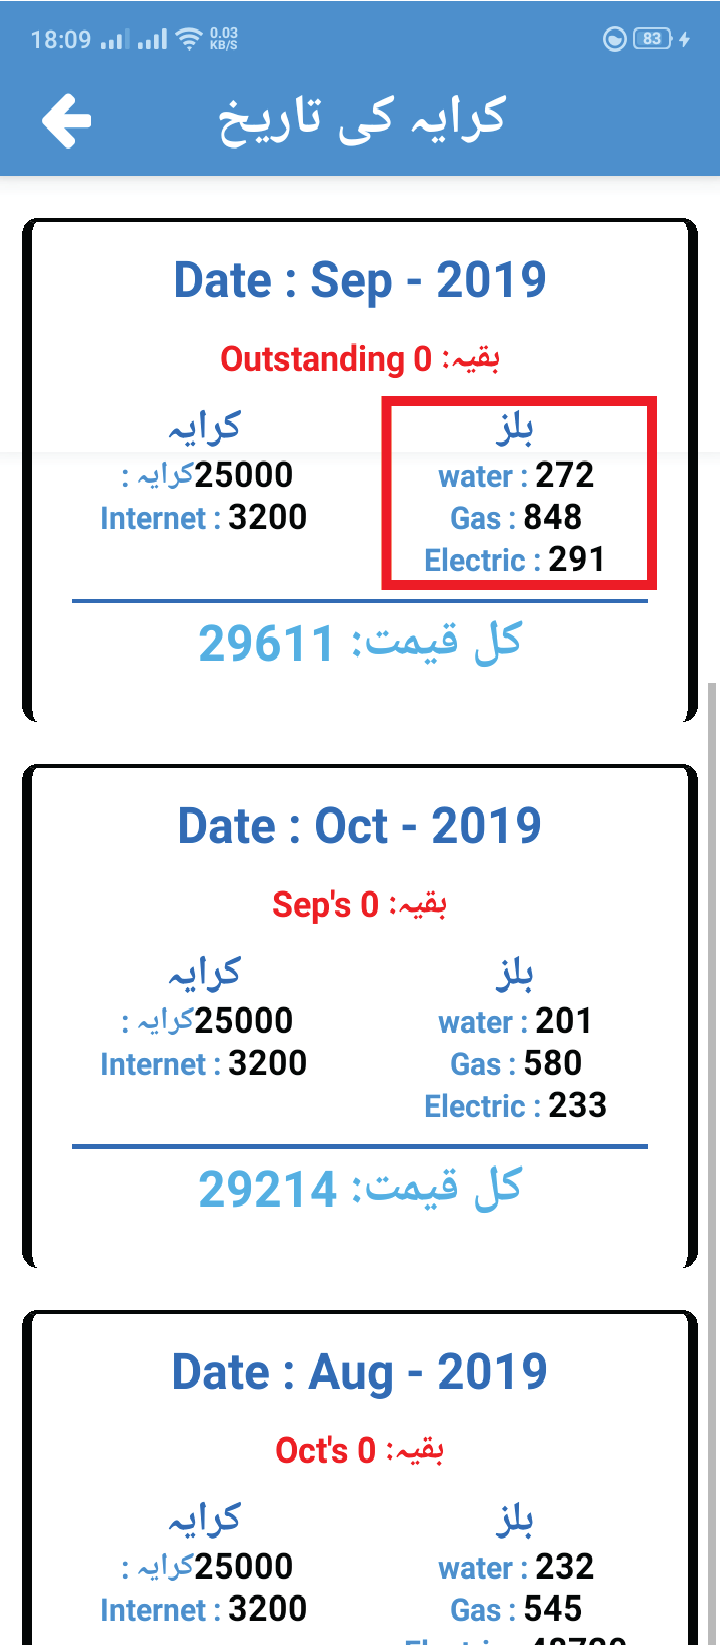 18:09 0.03 KB/S 83
کرایہ کی تاریخ
Date : Sep - 2019
Outstanding 0 بقیہ:
کرایہ
کرایہ : 25000
Internet : 3200
بلز
water : 272
Gas : 848
Electric : 291
کل قیمت: 29611
Date : Oct - 2019
Sep's 0 بقیہ:
کرایہ
کرایہ : 25000
Internet : 3200
بلز
water : 201
Gas : 580
Electric : 233
کل قیمت: 29214
Date : Aug - 2019
Oct's 0 بقیہ:
کرایہ
کرایہ : 25000
Internet : 3200
بلز
water : 232
Gas : 545